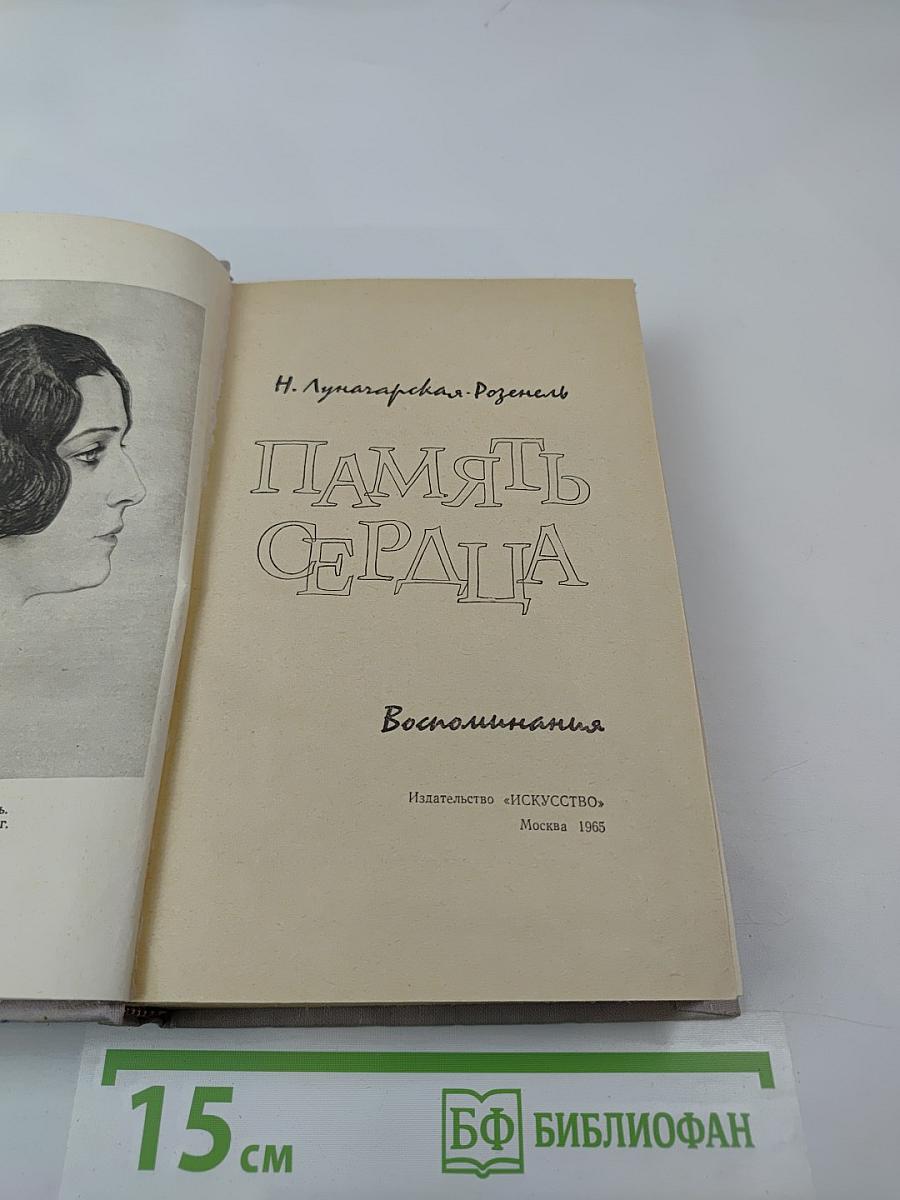 Н. Луначарская-Розенель
ПАМЯТЬ
СЕРДЦА
Воспоминания
Издательство «ИСКУССТВО»
Москва 1965
ь.
г.
15 см
БФ БИБЛИОФАН